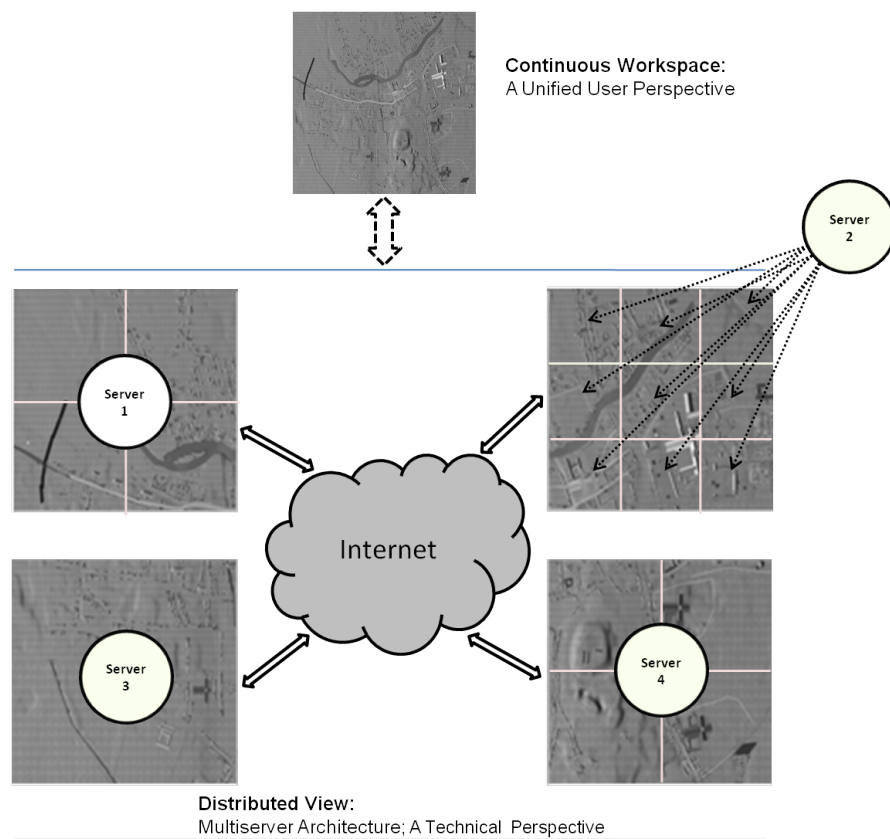 Continuous Workspace:
A Unified User Perspective
Server
2
Server
1
Internet
Server
3
Server
4
Distributed View:
Multiserver Architecture; A Technical Perspective